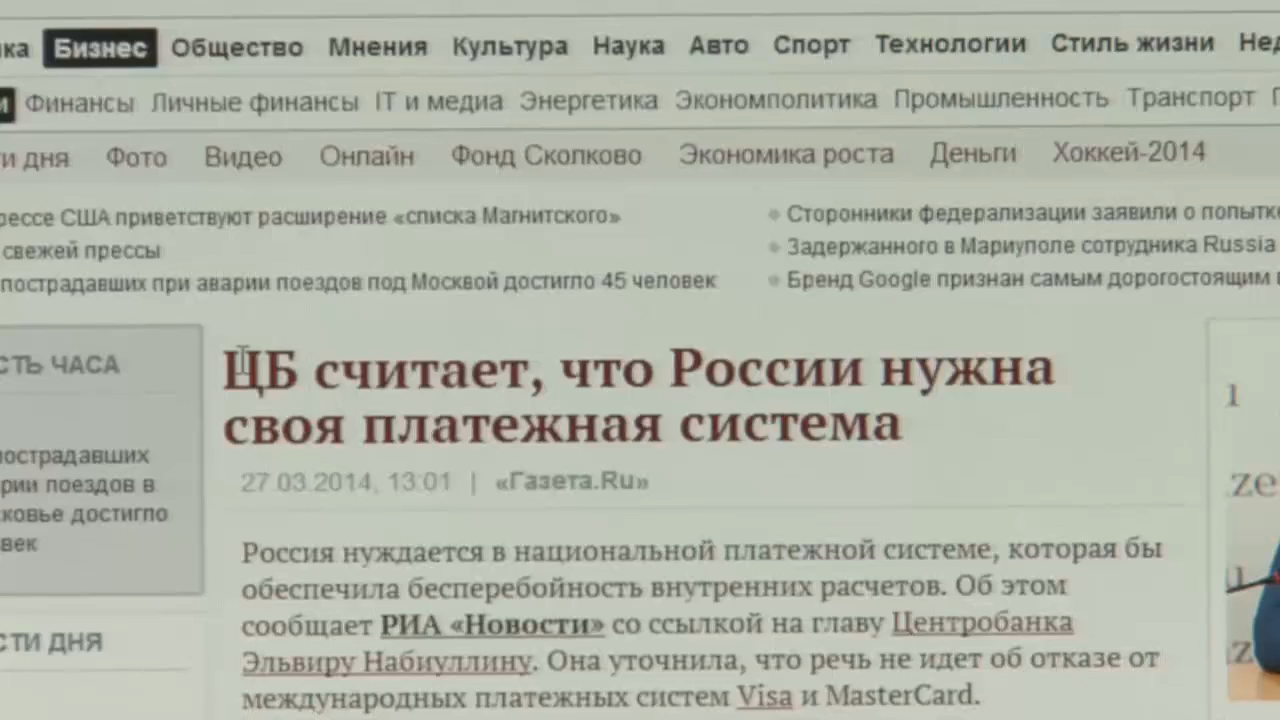 Бизнес Общество Мнения Культура Наука Авто Спорт Технологии Стиль жизни
Финансы Личные финансы IT и медиа Энергетика Экономполитика Промышленность Транспорт
дня Фото Видео Онлайн Фонд Сколково Экономика роста Деньги Хоккей-2014
США приветствуют расширение «списка Магнитского»
свежей прессы
пострадавших при аварии поездов под Москвой достигло 45 человек
Сторонники федерализации заявили о
Задержанного в Мариуполе сотрудника Russia
Бренд Google признан самым дорогостоящим
ЧАСА
поездов в
достигло
ДНЯ
ЦБ считает, что России нужна
своя платежная система
27.03.2014, 13:01 | «Газета.Ru»
Россия нуждается в национальной платежной системе, которая бы
обеспечила бесперебойность внутренних расчетов. Об этом
сообщает РИА «Новости» со ссылкой на главу Центробанка
Эльвиру Набиуллину. Она уточнила, что речь не идет об отказе от
международных платежных систем Visa и MasterCard.